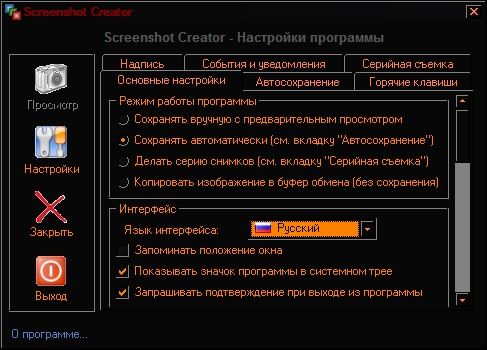 Screenshot Creator
Screenshot Creator - Настройки программы
Надпись
События и уведомления
Серийная съемка
Основные настройки
Автосохранение
Горячие клавиши
Просмотр
Настройки
Закрыть
Выход
Режим работы программы
Сохранять вручную с предварительным просмотром
Сохранять автоматически (см. вкладку "Автосохранение")
Делать серию снимков (см. вкладку "Серийная съемка")
Копировать изображение в буфер обмена (без сохранения)
Интерфейс
Язык интерфейса:
Русский
Запоминать положение окна
Показывать значок программы в системном трее
Запрашивать подтверждение при выходе из программы
О программе...